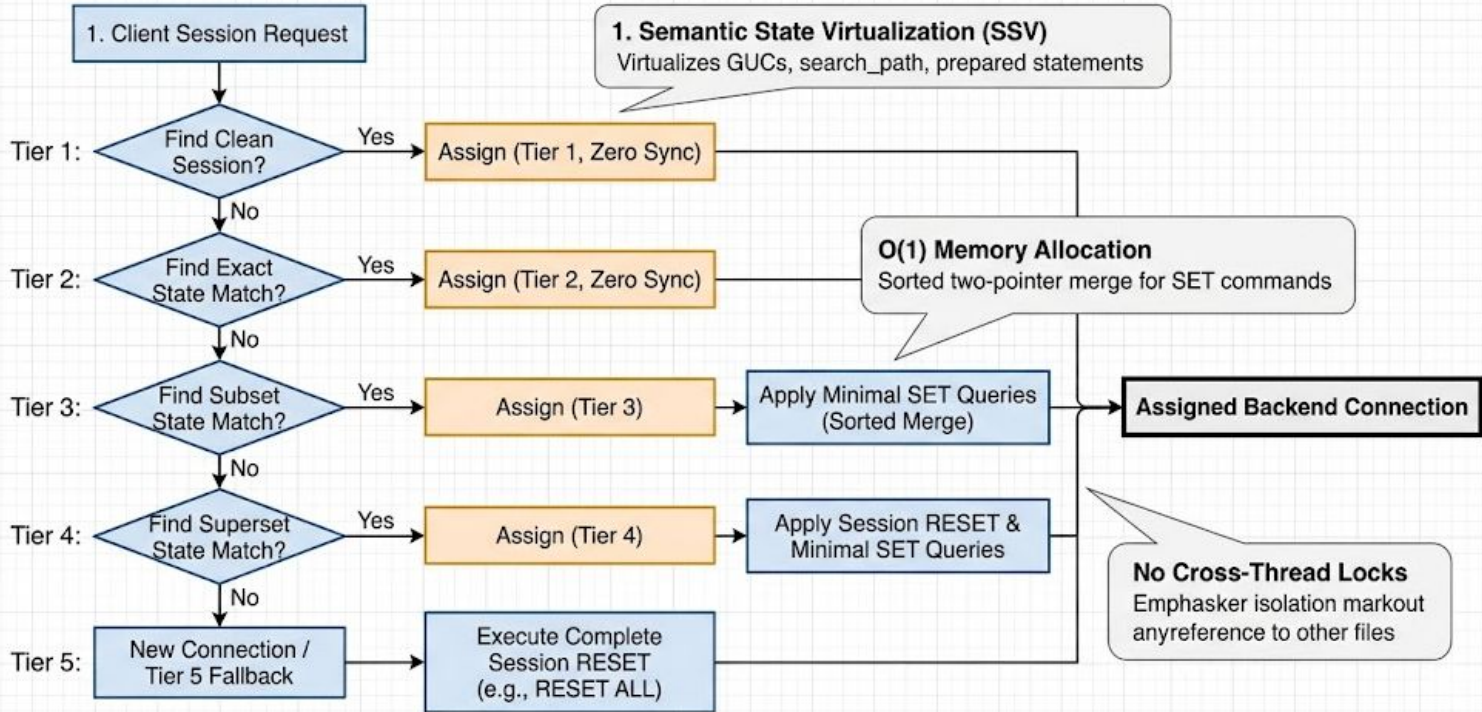 1. Client Session Request
1. Semantic State Virtualization (SSV)
Virtualizes GUCs, search_path, prepared statements
Tier 1:
Find Clean
Session?
Yes
Assign (Tier 1, Zero Sync)
No
O(1) Memory Allocation
Sorted two-pointer merge for SET commands
Tier 2:
Find Exact
State Match?
Yes
Assign (Tier 2, Zero Sync)
No
Tier 3:
Find Subset
State Match?
Yes
Assign (Tier 3)
Apply Minimal SET Queries
(Sorted Merge)
Assigned Backend Connection
No
Tier 4:
Find Superset
State Match?
Yes
Assign (Tier 4)
Apply Session RESET &
Minimal SET Queries
No Cross-Thread Locks
Emphasker isolation markout
anyreference to other files
No
Tier 5:
New Connection /
Tier 5 Fallback
Execute Complete
Session RESET
(e.g., RESET ALL)